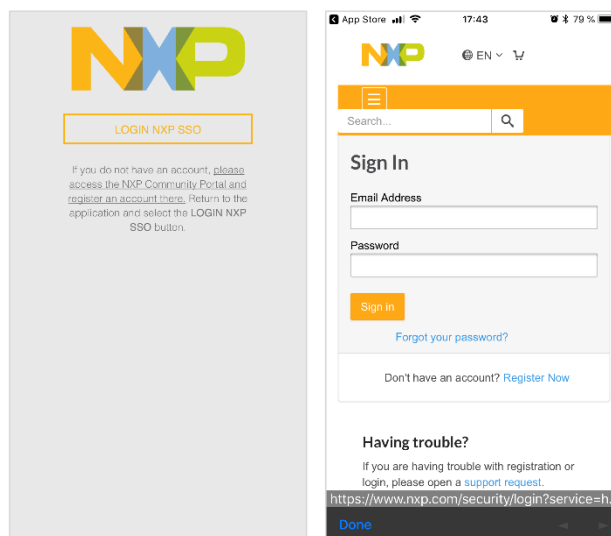 NXP
LOGIN NXP SSO
If you do not have an account, please
access the NXP Community Portal and
register an account there. Return to the
application and select the LOGIN NXP
SSO button.
App Store 17:43 79 %
NXP EN
Search...
Sign In
Email Address
Password
Sign in
Forgot your password?
Don't have an account? Register Now
Having trouble?
If you are having trouble with registration or
login, please open a support request.
https://www.nxp.com/security/login?service=h.
Done